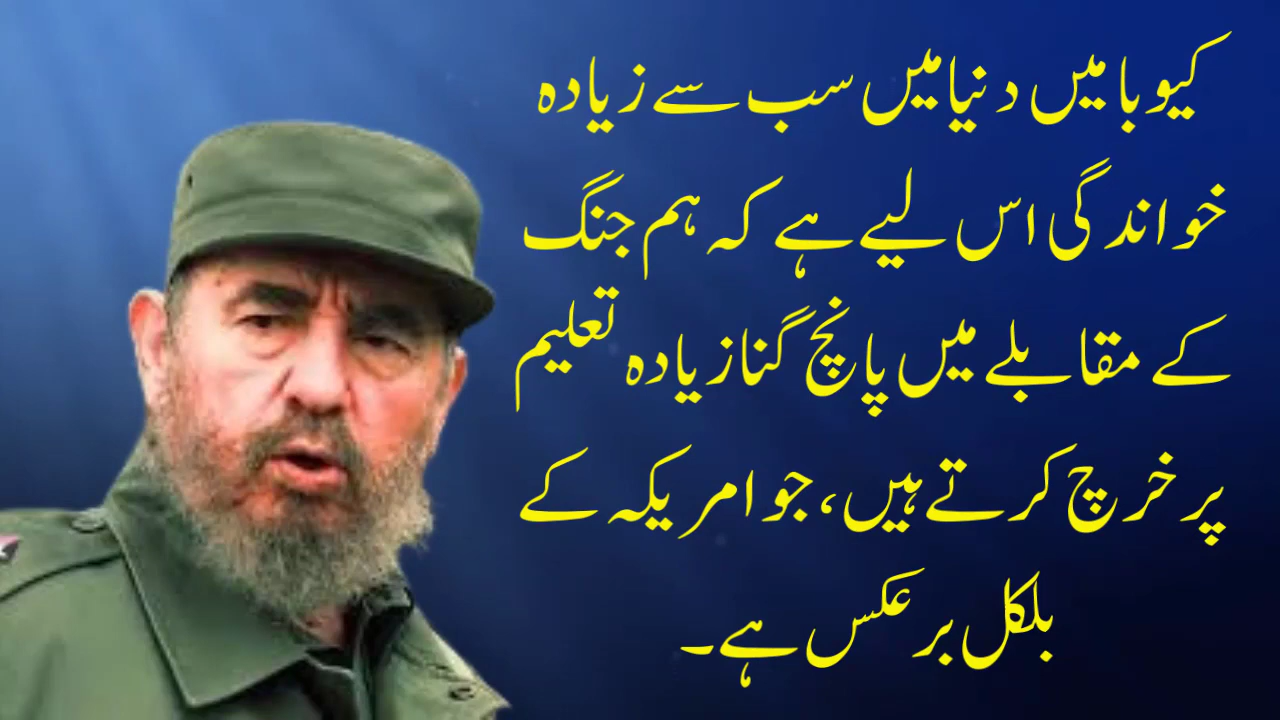 کیوبا میں دنیا میں سب سے زیادہ
خواندگی اس لیے ہے کہ ہم جنگ
کے مقابلے میں پانچ گنا زیادہ تعلیم
پر خرچ کرتے ہیں، جو امریکہ کے
بلکل برعکس ہے۔